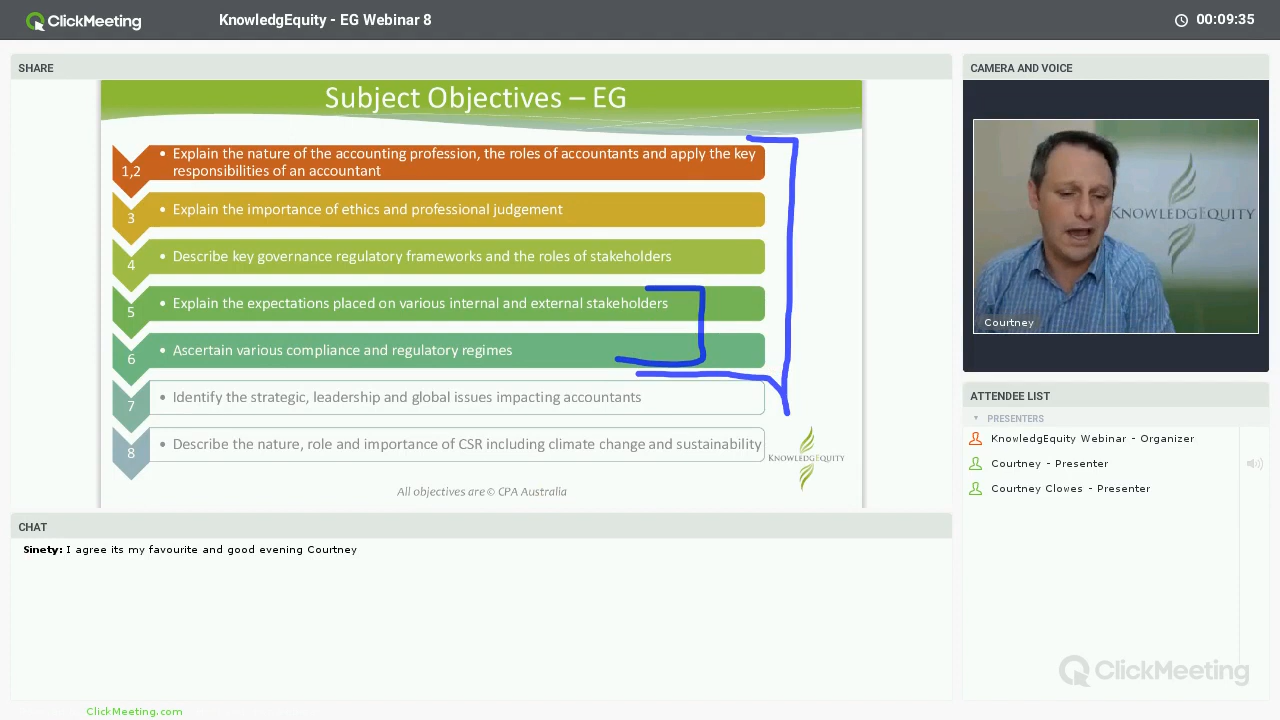 ClickMeeting
KnowledgEquity - EG Webinar 8
00:09:35
SHARE
Subject Objectives – EG
1,2
• Explain the nature of the accounting profession, the roles of accountants and apply the key
responsibilities of an accountant
3
• Explain the importance of ethics and professional judgement
4
• Describe key governance regulatory frameworks and the roles of stakeholders
5
• Explain the expectations placed on various internal and external stakeholders
6
• Ascertain various compliance and regulatory regimes
7
• Identify the strategic, leadership and global issues impacting accountants
8
• Describe the nature, role and importance of CSR including climate change and sustainability
KNOWLEDGEQUITY
All objectives are © CPA Australia
CAMERA AND VOICE
KNOWLEDGEQUITY
Courtney
ATTENDEE LIST
PRESENTERS
KnowledgEquity Webinar - Organizer
Courtney - Presenter
Courtney Clowes - Presenter
CHAT
Sinety: I agree its my favourite and good evening Courtney
ClickMeeting
ClickMeeting.com